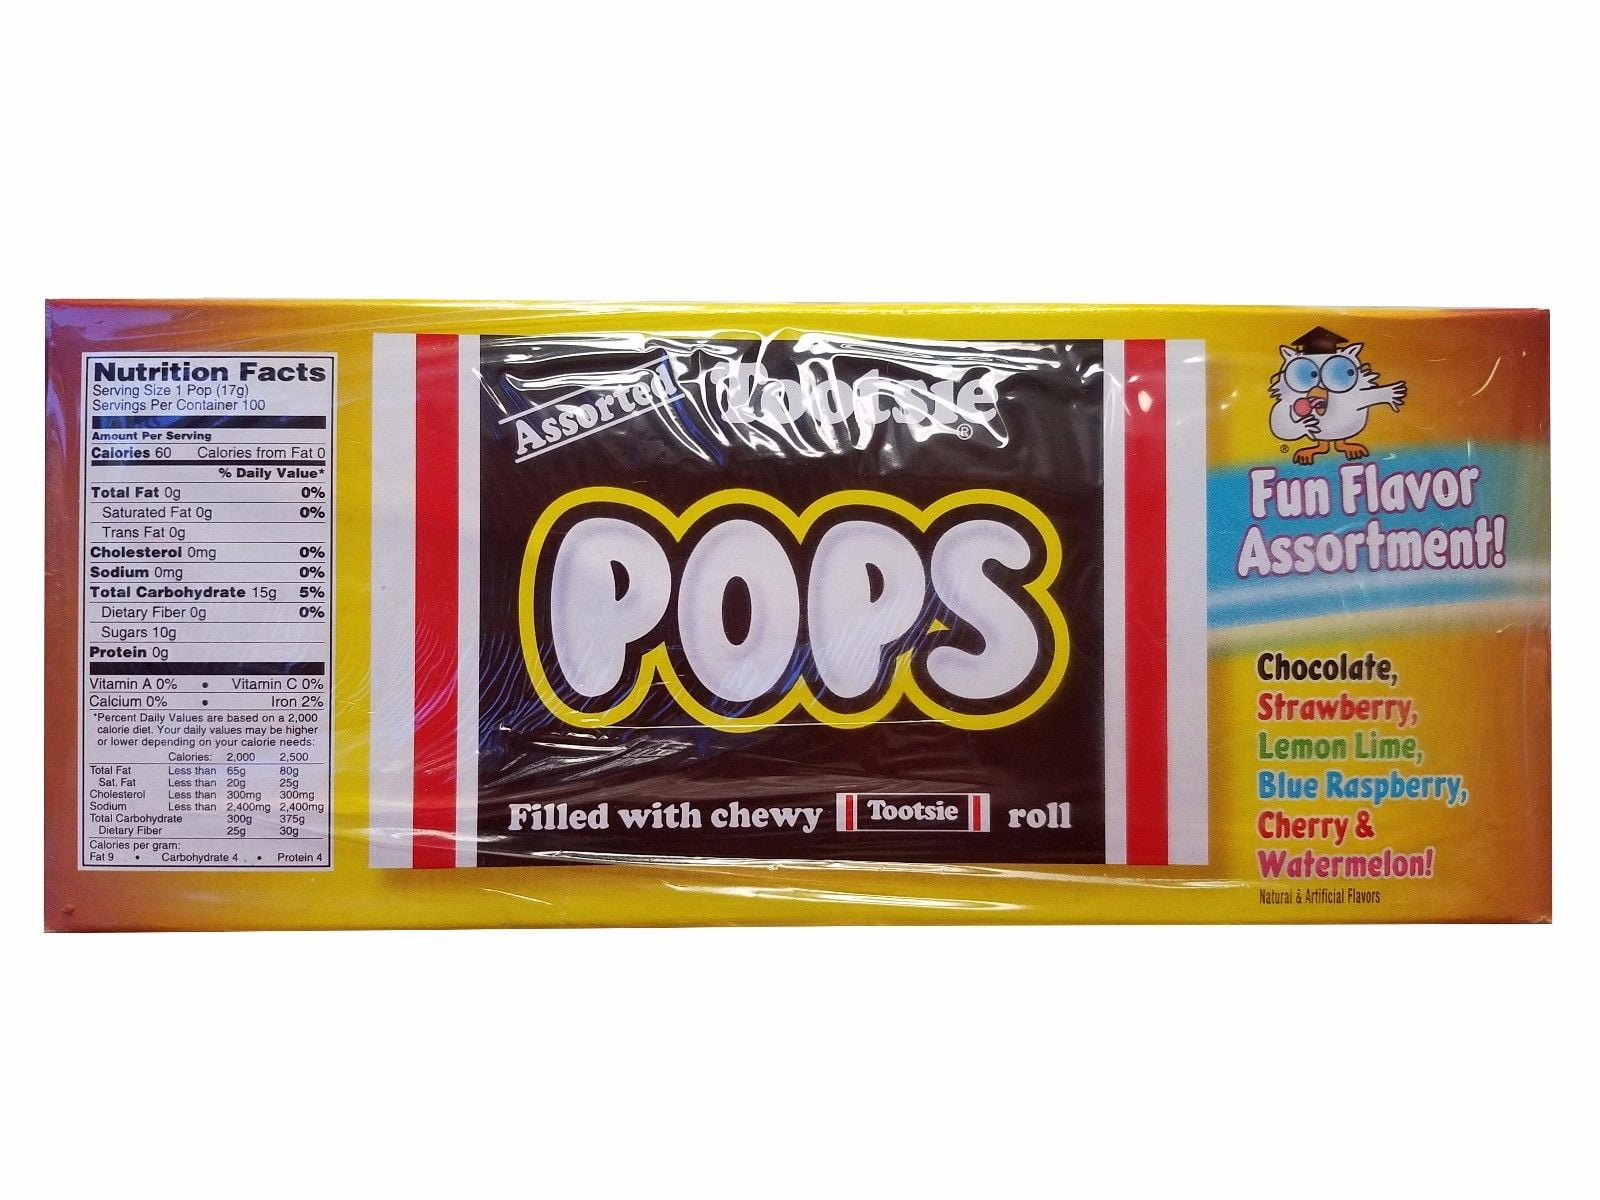 Nutrition Facts
Serving Size 1 Pop (17g)
Servings Per Container 100
Amount Per Serving
Calories 60 Calories from Fat 0
% Daily Value*
Total Fat 0g 0%
Saturated Fat 0g 0%
Trans Fat 0g
Cholesterol 0mg 0%
Sodium 0mg 0%
Total Carbohydrate 15g 5%
Dietary Fiber 0g 0%
Sugars 10g
Protein 0g
Vitamin A 0% • Vitamin C 0%
Calcium 0% • Iron 2%
*Percent Daily Values are based on a 2,000
calorie diet. Your daily values may be higher
or lower depending on your calorie needs:
Calories: 2,000 2,500
Total Fat Less than 65g 80g
Sat. Fat Less than 20g 25g
Cholesterol Less than 300mg 300mg
Sodium Less than 2,400mg 2,400mg
Total Carbohydrate 300g 375g
Dietary Fiber 25g 30g
Calories per gram:
Fat 9 • Carbohydrate 4 • Protein 4
Assorted Tootsie®
POPS
Filled with chewy Tootsie roll
®
Fun Flavor
Assortment!
Chocolate,
Strawberry,
Lemon Lime,
Blue Raspberry,
Cherry &
Watermelon!
Natural & Artificial Flavors